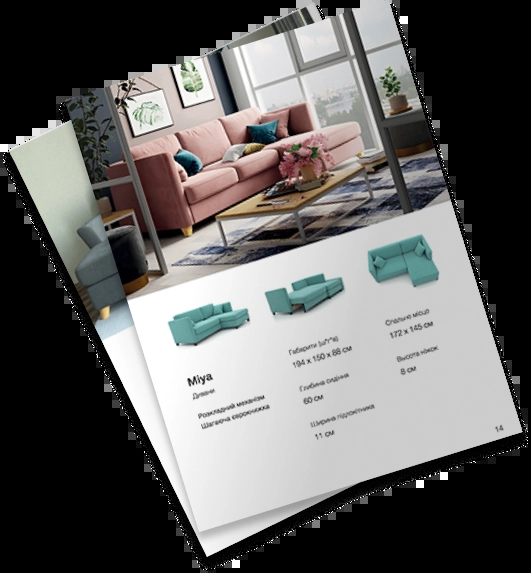 Miya
Дивани
Розкладний механізм
Шагаюча єврокнижка
Габарити (ш*г*в)
194 x 150 x 88 см
Глибина сидіння
60 см
Ширина підлокітника
11 см
Спальне місце
172 x 145 см
Висота ніжок
8 см
14